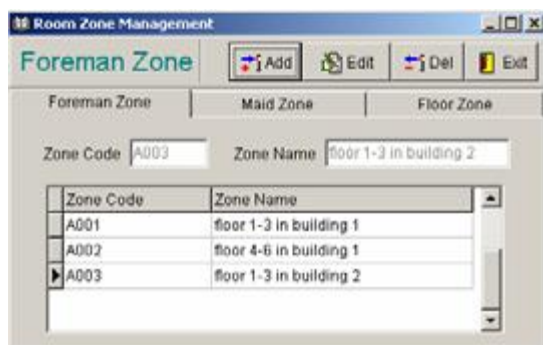 Room Zone Management
Foreman Zone Add Edit Del Exit
Foreman Zone Maid Zone Floor Zone
Zone Code A003 Zone Name floor 1-3 in building 2
Zone Code Zone Name
A001 floor 1-3 in building 1
A002 floor 4-6 in building 1
A003 floor 1-3 in building 2